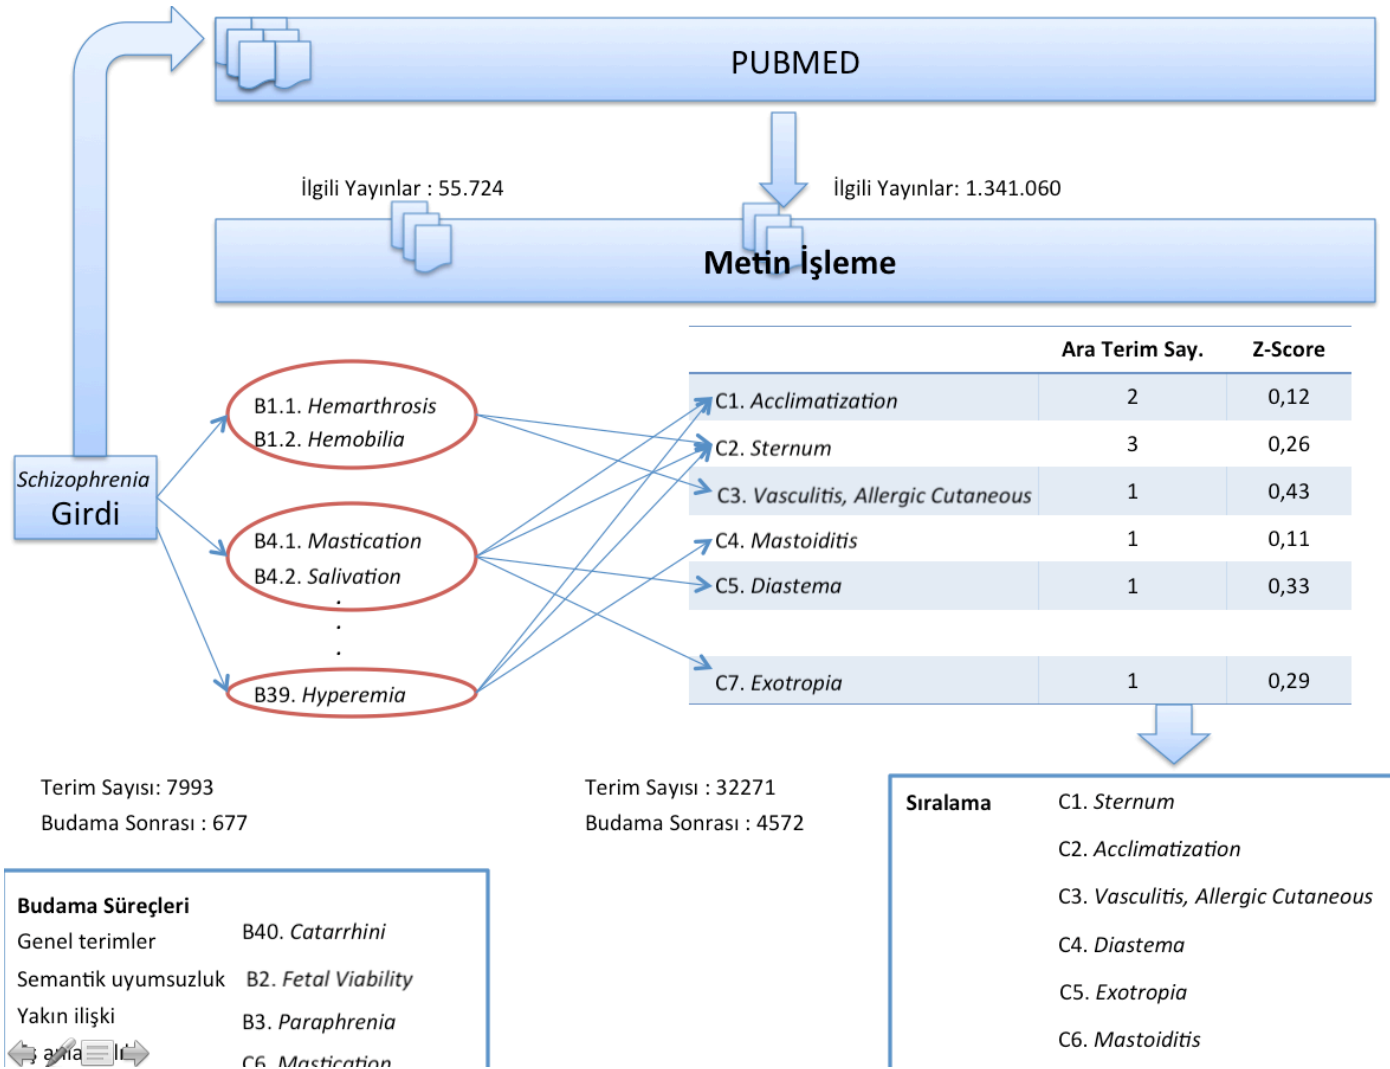 PUBMED
İlgili Yayınlar : 55.724
İlgili Yayınlar: 1.341.060
Metin İşleme
Schizophrenia
Girdi
B1.1. Hemarthrosis
B1.2. Hemobilia
B4.1. Mastication
B4.2. Salivation
.
.
.
B39. Hyperemia
Ara Terim Say. Z-Score
C1. Acclimatization 2 0,12
C2. Sternum 3 0,26
C3. Vasculitis, Allergic Cutaneous 1 0,43
C4. Mastoiditis 1 0,11
C5. Diastema 1 0,33
C7. Exotropia 1 0,29
Terim Sayısı: 7993
Budama Sonrası : 677
Terim Sayısı : 32271
Budama Sonrası : 4572
Sıralama
C1. Sternum
C2. Acclimatization
C3. Vasculitis, Allergic Cutaneous
C4. Diastema
C5. Exotropia
C6. Mastoiditis
Budama Süreçleri
Genel terimler B40. Catarrhini
Semantik uyumsuzluk B2. Fetal Viability
Yakın ilişki B3. Paraphrenia
C6. Mastication